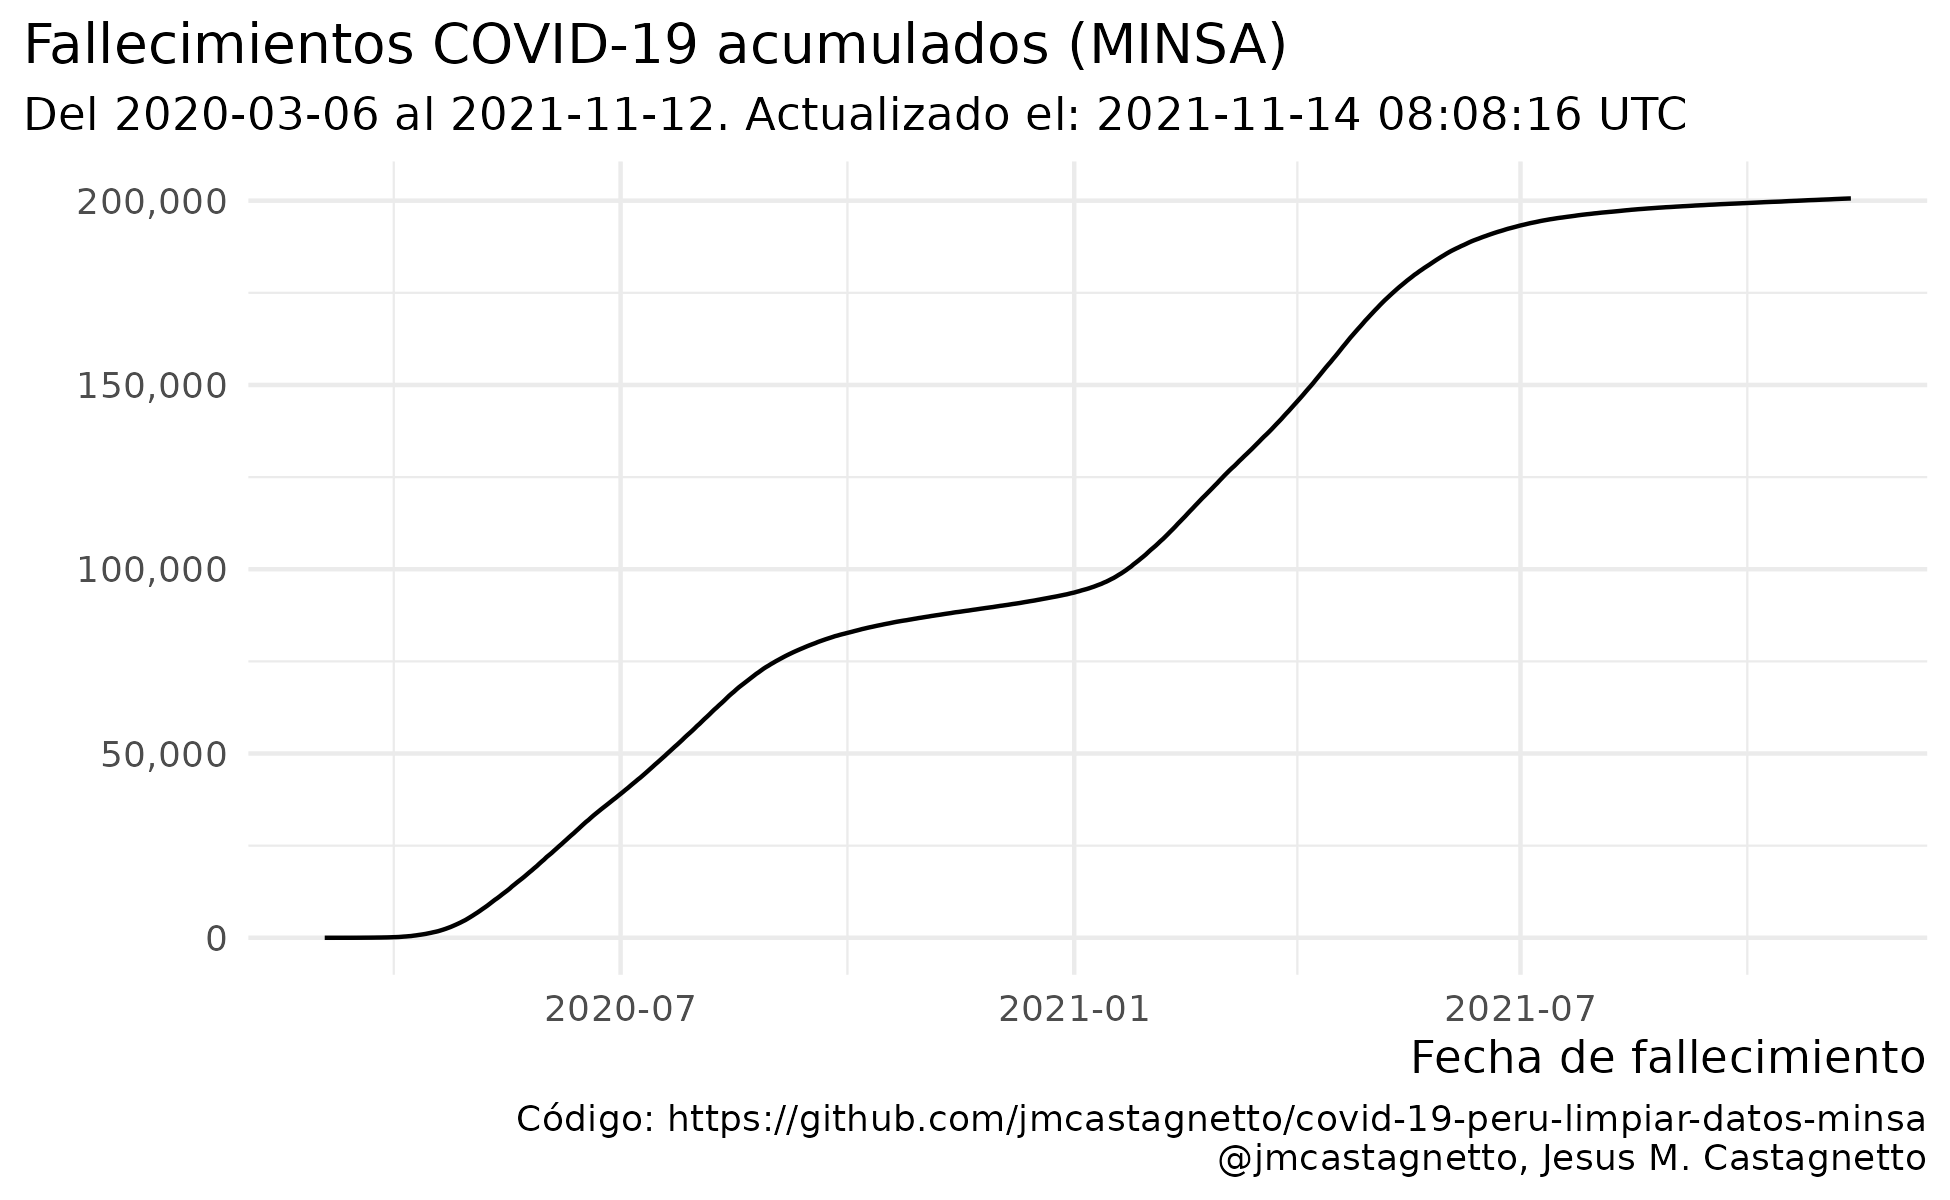 Fallecimientos COVID-19 acumulados (MINSA)
Del 2020-03-06 al 2021-11-12. Actualizado el: 2021-11-14 08:08:16 UTC
200,000
150,000
100,000
50,000
0
2020-07
2021-01
2021-07
Fecha de fallecimiento
Código: https://github.com/jmcastagnetto/covid-19-peru-limpiar-datos-minsa
@jmcastagnetto, Jesus M. Castagnetto